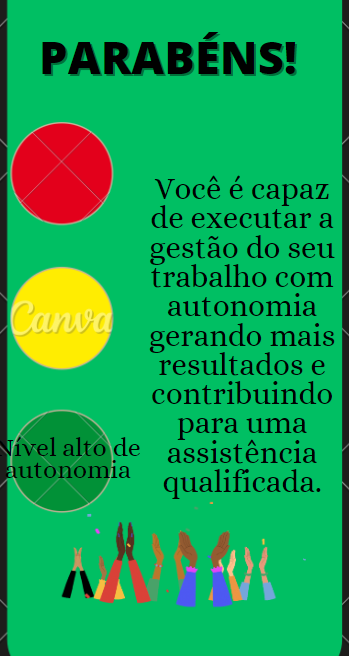 PARABÉNS!
Você é capaz
de executar a
gestão do seu
trabalho com
autonomia
gerando mais
resultados e
contribuindo
para uma
assistência
qualificada.
Canva
Nível alto de
autonomia